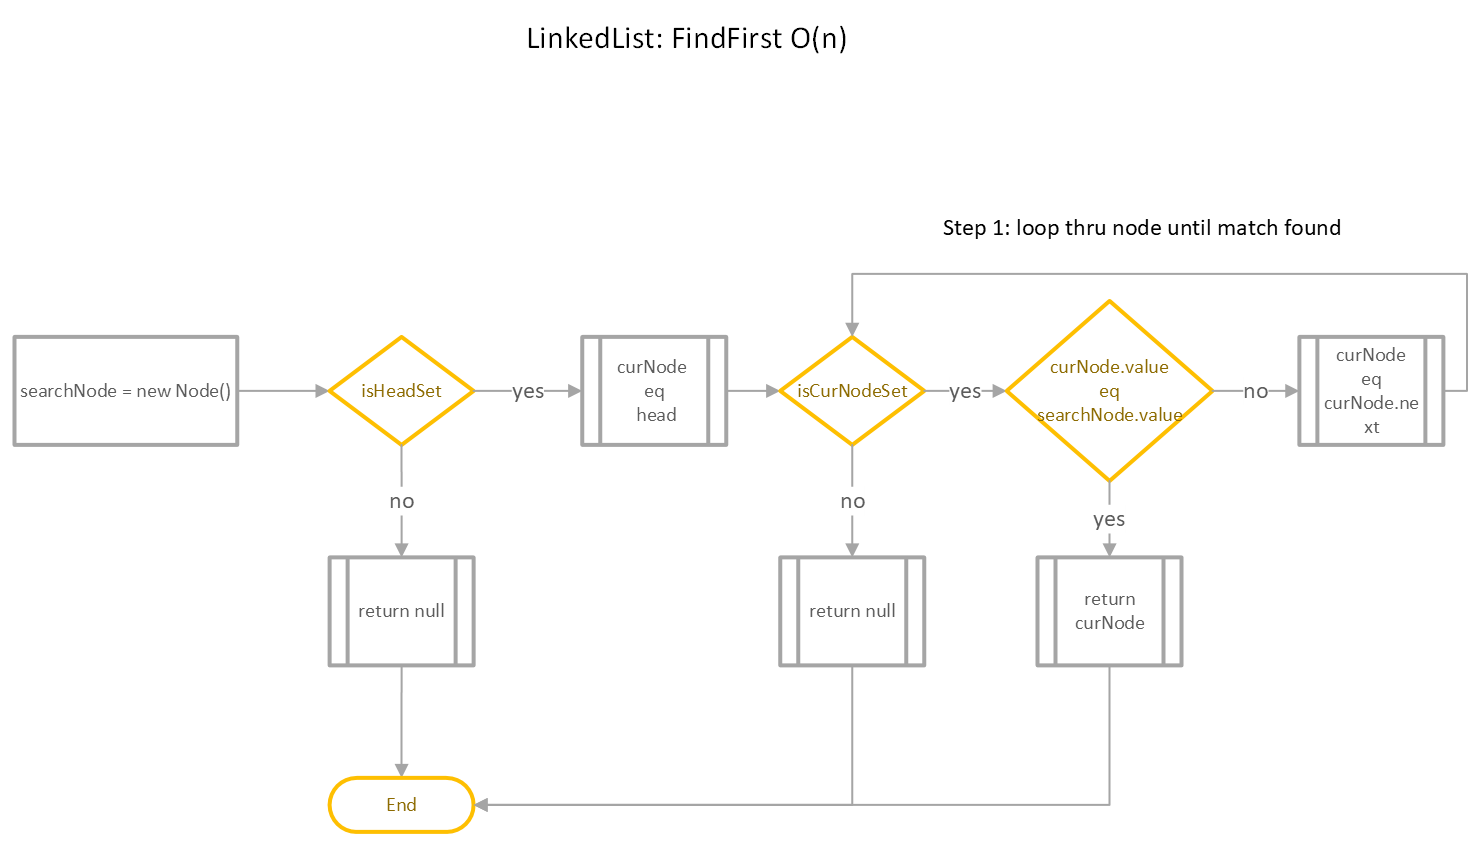 LinkedList: FindFirst O(n)
Step 1: loop thru node until match found
searchNode = new Node()
isHeadSet
yes
curNode
eq
head
isCurNodeSet
yes
curNode.value
eq
searchNode.value
no
curNode
eq
curNode.ne
xt
no
no
yes
return null
return null
return
curNode
End